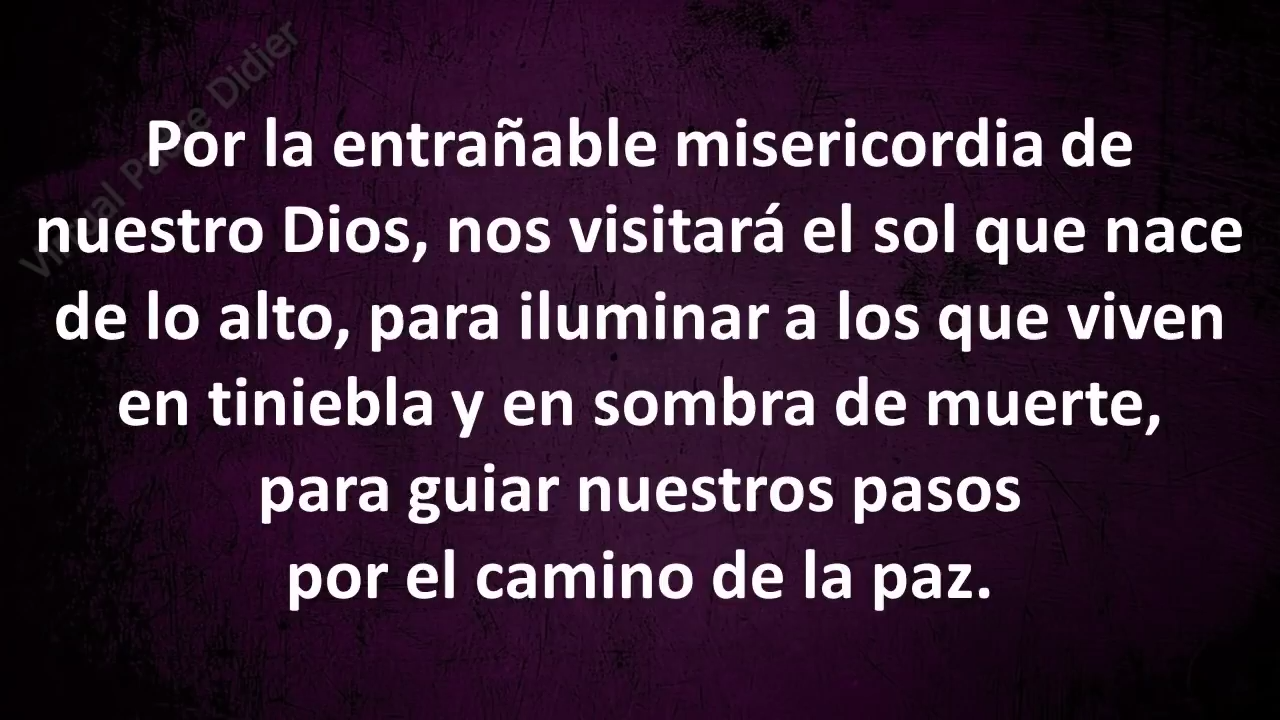 Por la entrañable misericordia de
nuestro Dios, nos visitará el sol que nace
de lo alto, para iluminar a los que viven
en tiniebla y en sombra de muerte,
para guiar nuestros pasos
por el camino de la paz.
Didier